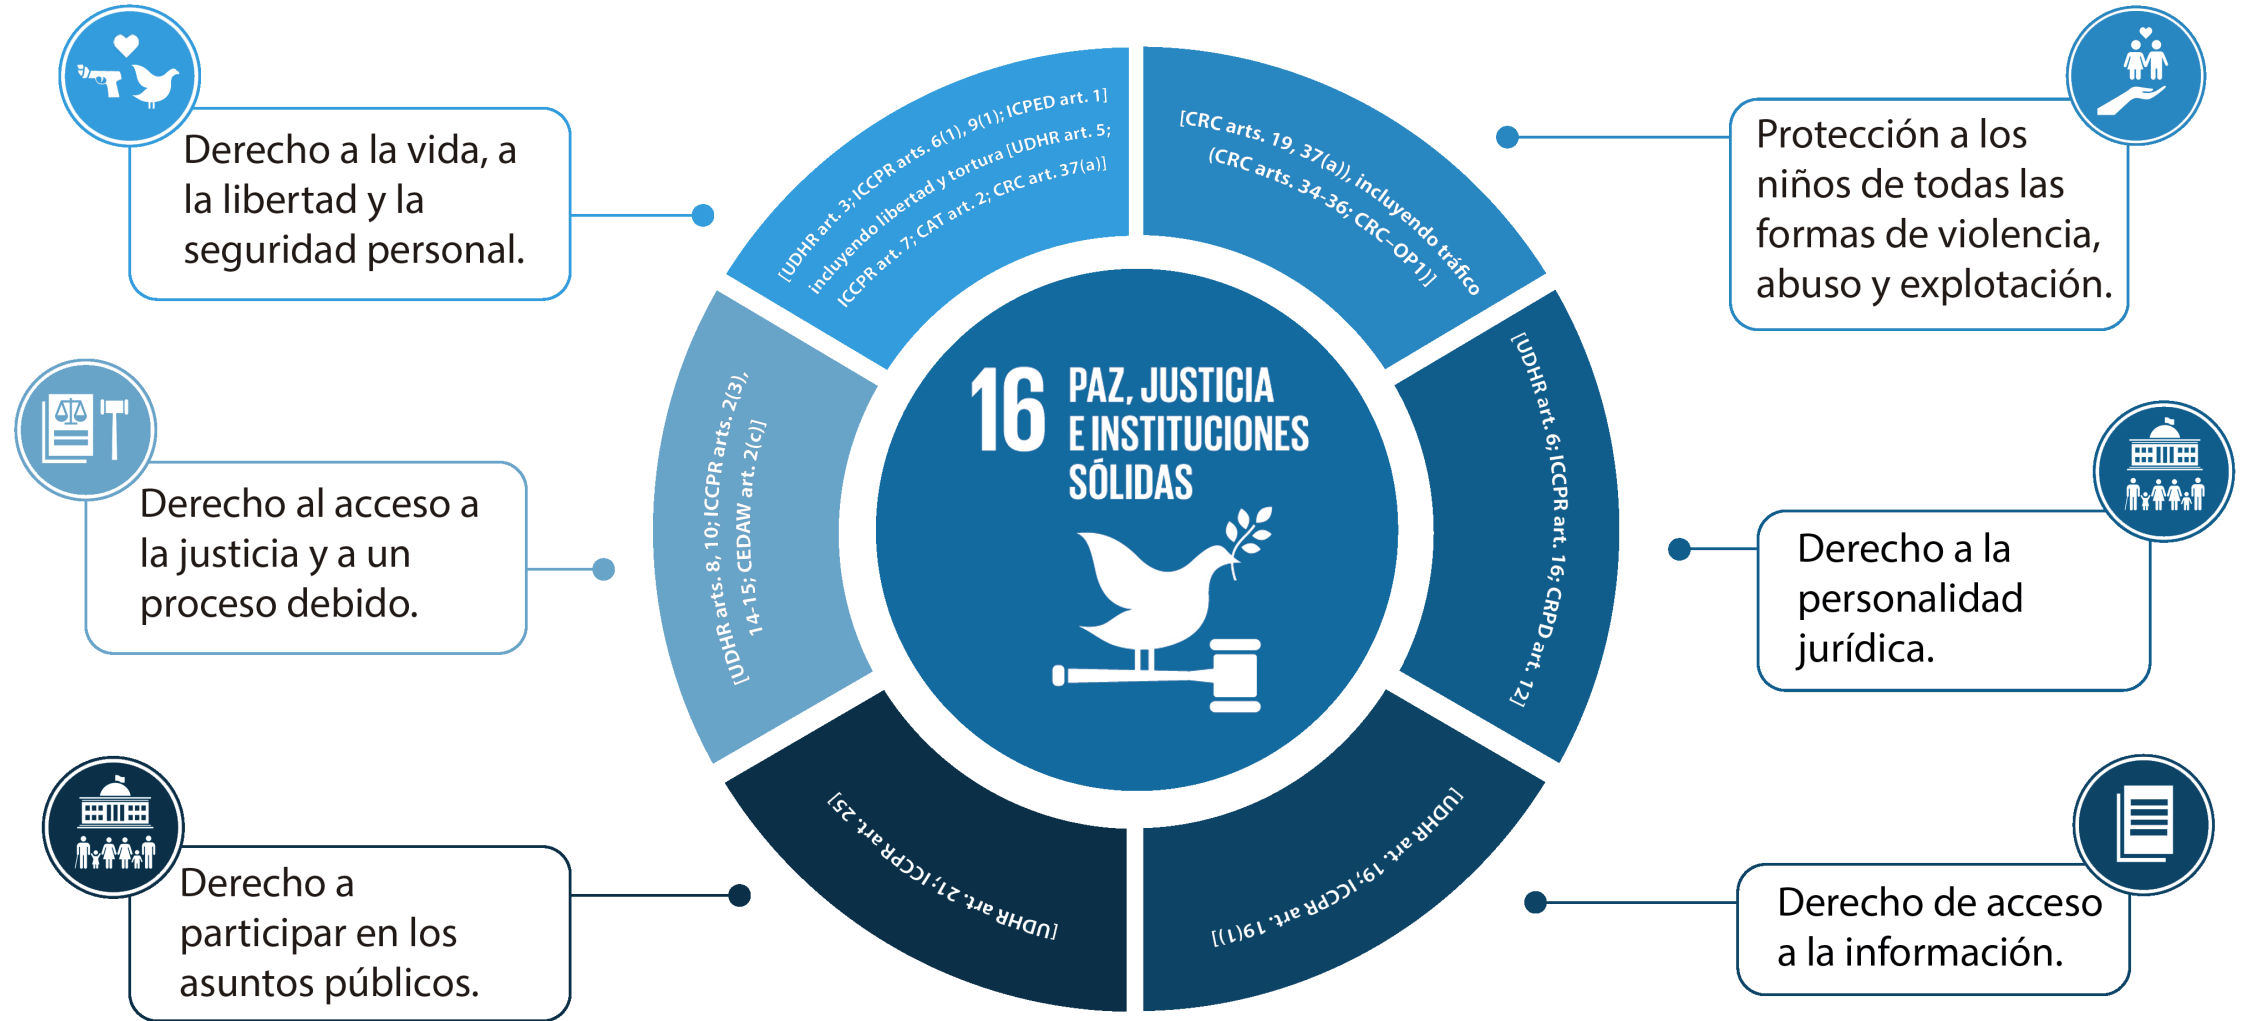 Derecho a la vida, a
la libertad y la
seguridad personal.
[UDHR art. 3; ICCPR arts. 6(1), 9(1); ICPED art. 1]
incluyendo libertad y tortura [UDHR art. 5;
ICCPR art. 7; CAT art. 2; CRC art. 37(a)]
[CRC arts. 19, 37(a)), incluyendo tráfico
(CRC arts. 34-36; CRC–OP1)]
Protección a los
niños de todas las
formas de violencia,
abuso y explotación.
Derecho al acceso a
la justicia y a un
proceso debido.
[UDHR arts. 8, 10; ICCPR arts. 2(3),
14-15; CEDAW art. 2(c)]
16 PAZ, JUSTICIA
E INSTITUCIONES
SÓLIDAS
[UDHR art. 6; ICCPR art. 16; CRPD art. 12]
Derecho a la
personalidad
jurídica.
Derecho a
participar en los
asuntos públicos.
[UDHR art. 21; ICCPR art. 25]
[UDHR art. 19; ICCPR art. 19(1)]
Derecho de acceso
a la información.